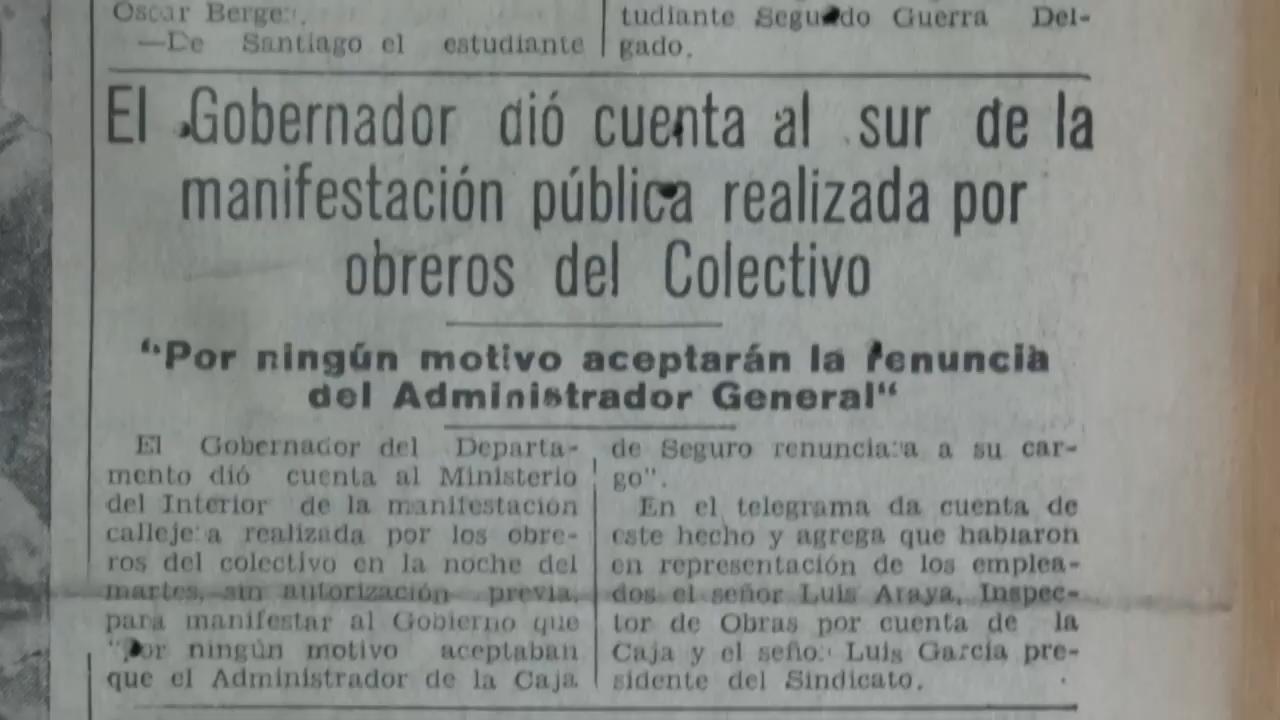 Oscar Berger.
—De Santiago el estudiante
tudiante Segundo Guerra Del-
gado.
El Gobernador dió cuenta al sur de la
manifestación pública realizada por
obreros del Colectivo
“Por ningún motivo aceptarán la renuncia
del Administrador General“
El Gobernador del Departa-
mento dió cuenta al Ministerio
del Interior de la manifestación
callejera realizada por los obre-
ros del colectivo en la noche del
martes, sin autorización previa,
para manifestar al Gobierno que
"por ningún motivo aceptaban
que el Administrador de la Caja
de Seguro renunciara a su car-
go".
En el telegrama da cuenta de
este hecho y agrega que hablaron
en representación de los emplea-
dos el señor Luis Araya, Inspec-
tor de Obras por cuenta de la
Caja y el señor Luis García pre-
sidente del Sindicato.